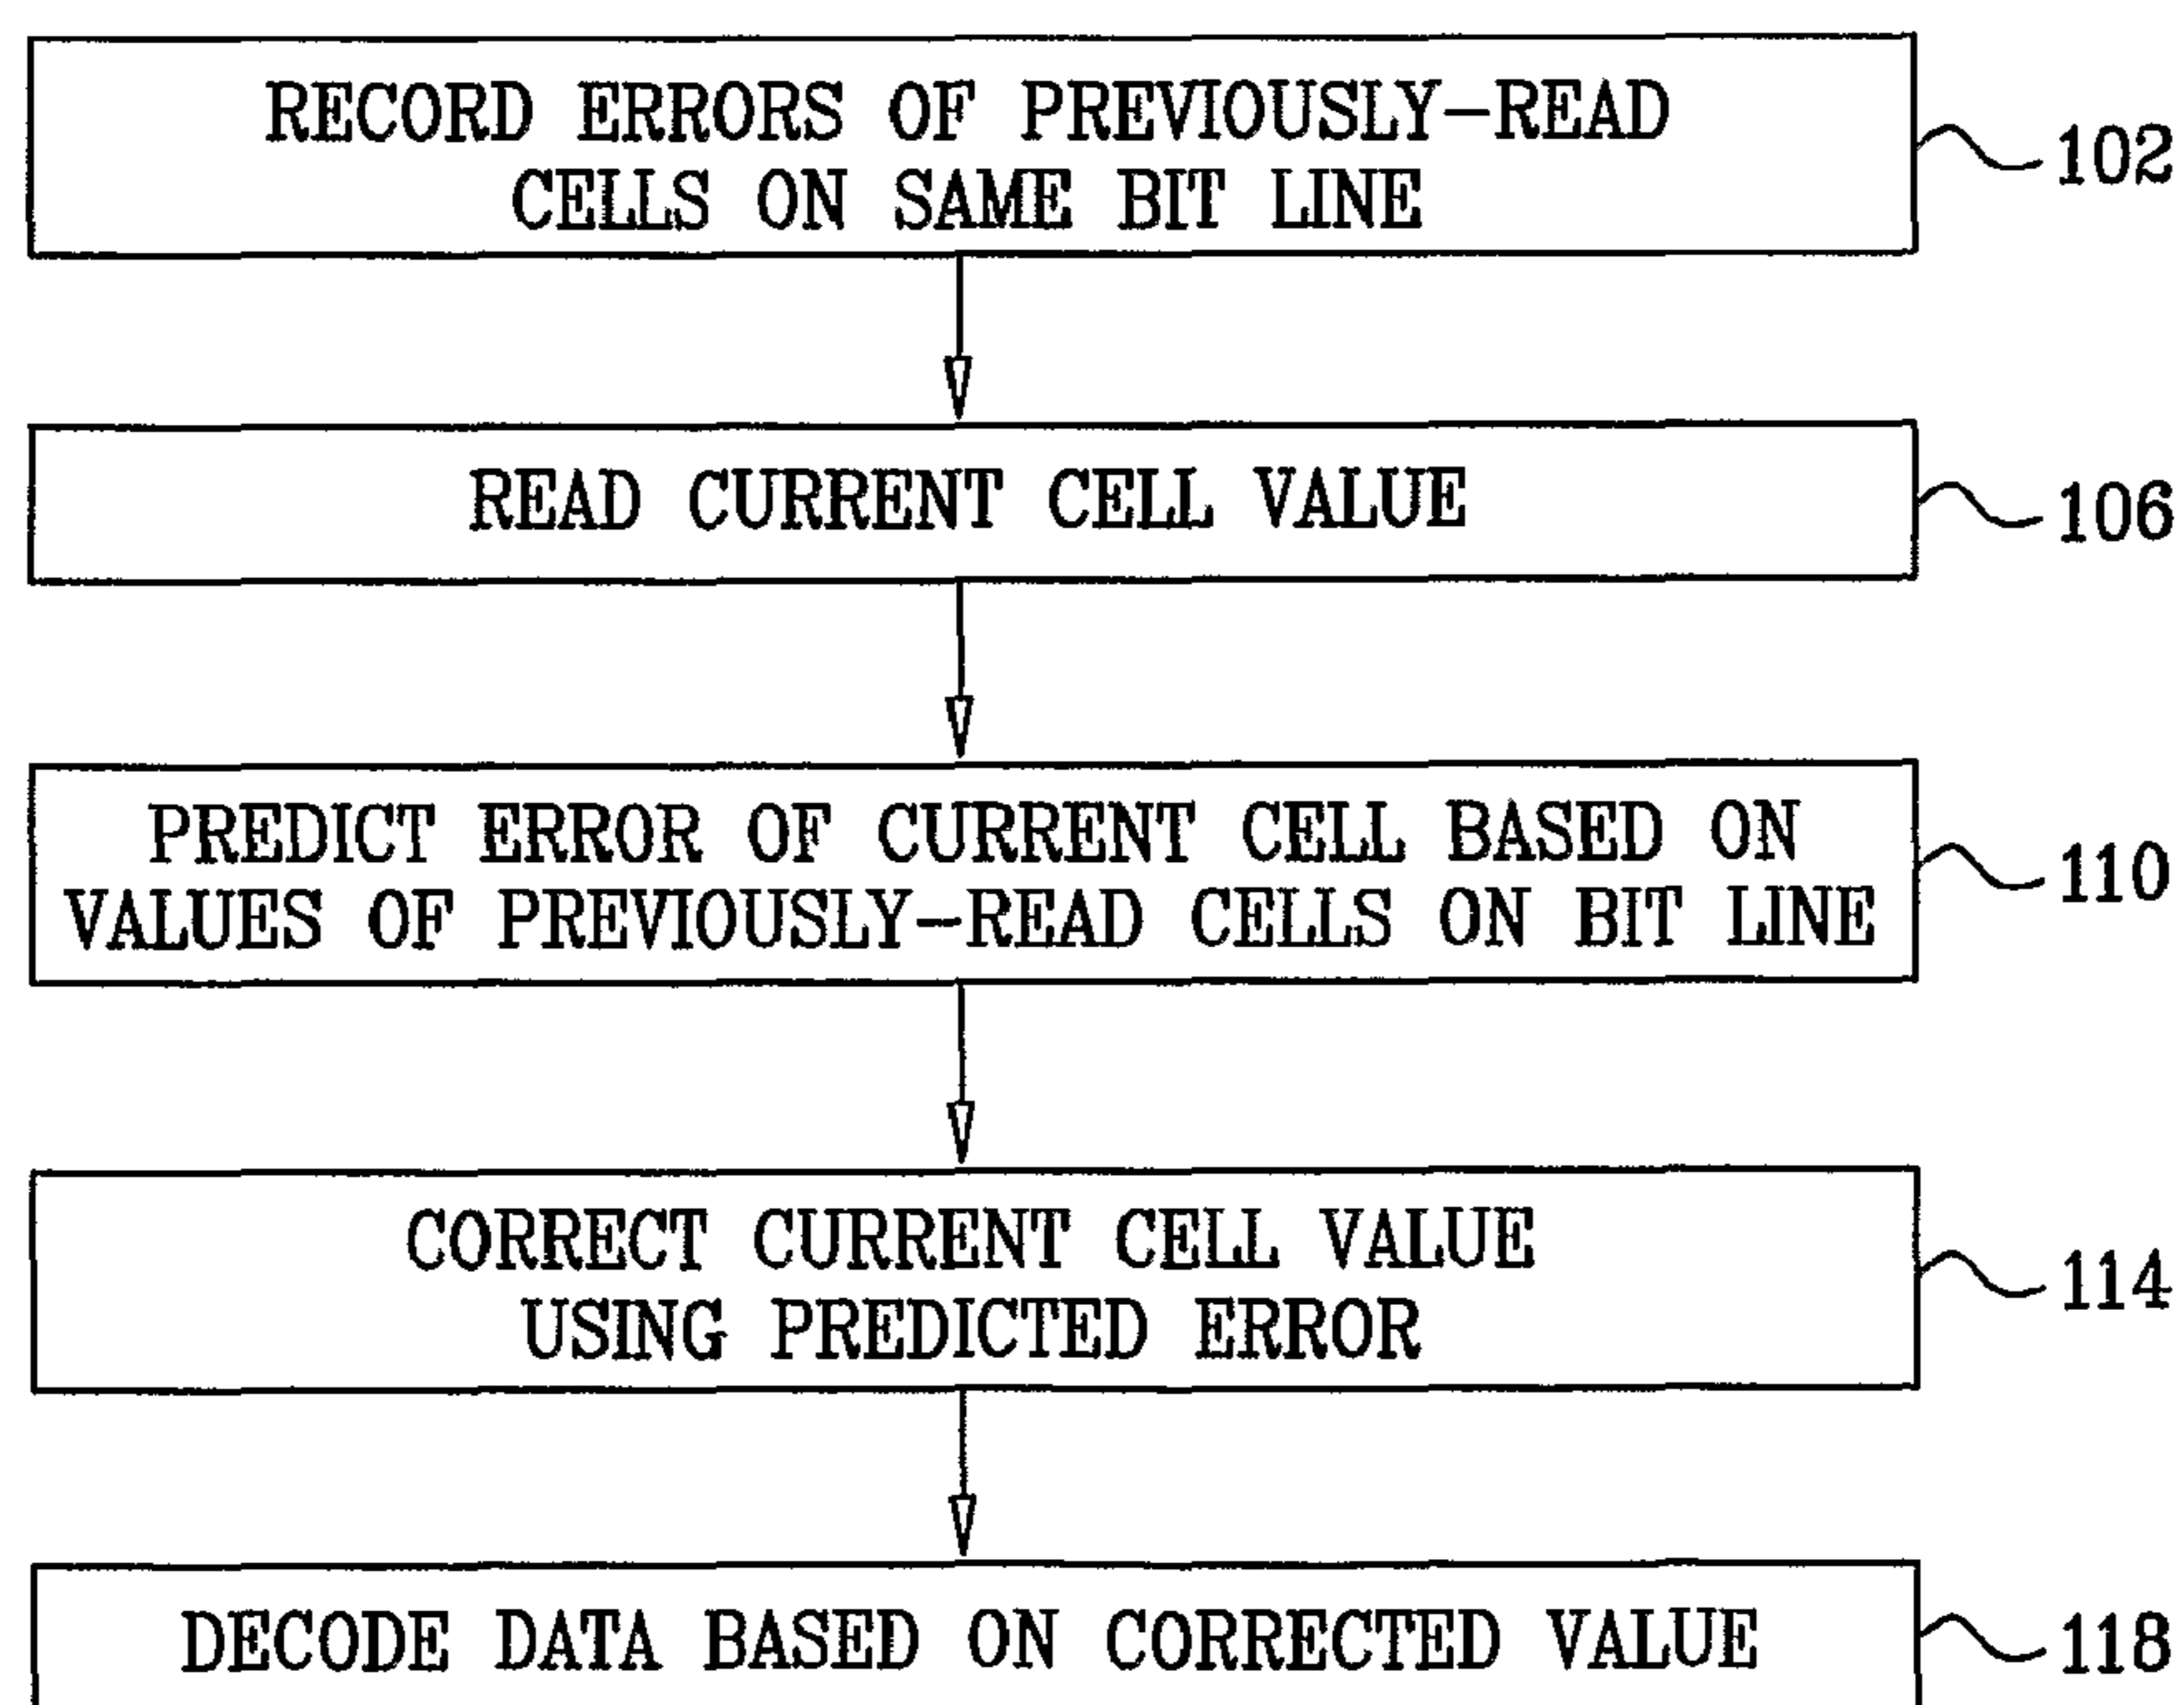 RECORD ERRORS OF PREVIOUSLY-READ
CELLS ON SAME BIT LINE
102
READ CURRENT CELL VALUE
106
PREDICT ERROR OF CURRENT CELL BASED ON
VALUES OF PREVIOUSLY-READ CELLS ON BIT LINE
110
CORRECT CURRENT CELL VALUE
USING PREDICTED ERROR
114
DECODE DATA BASED ON CORRECTED VALUE
118